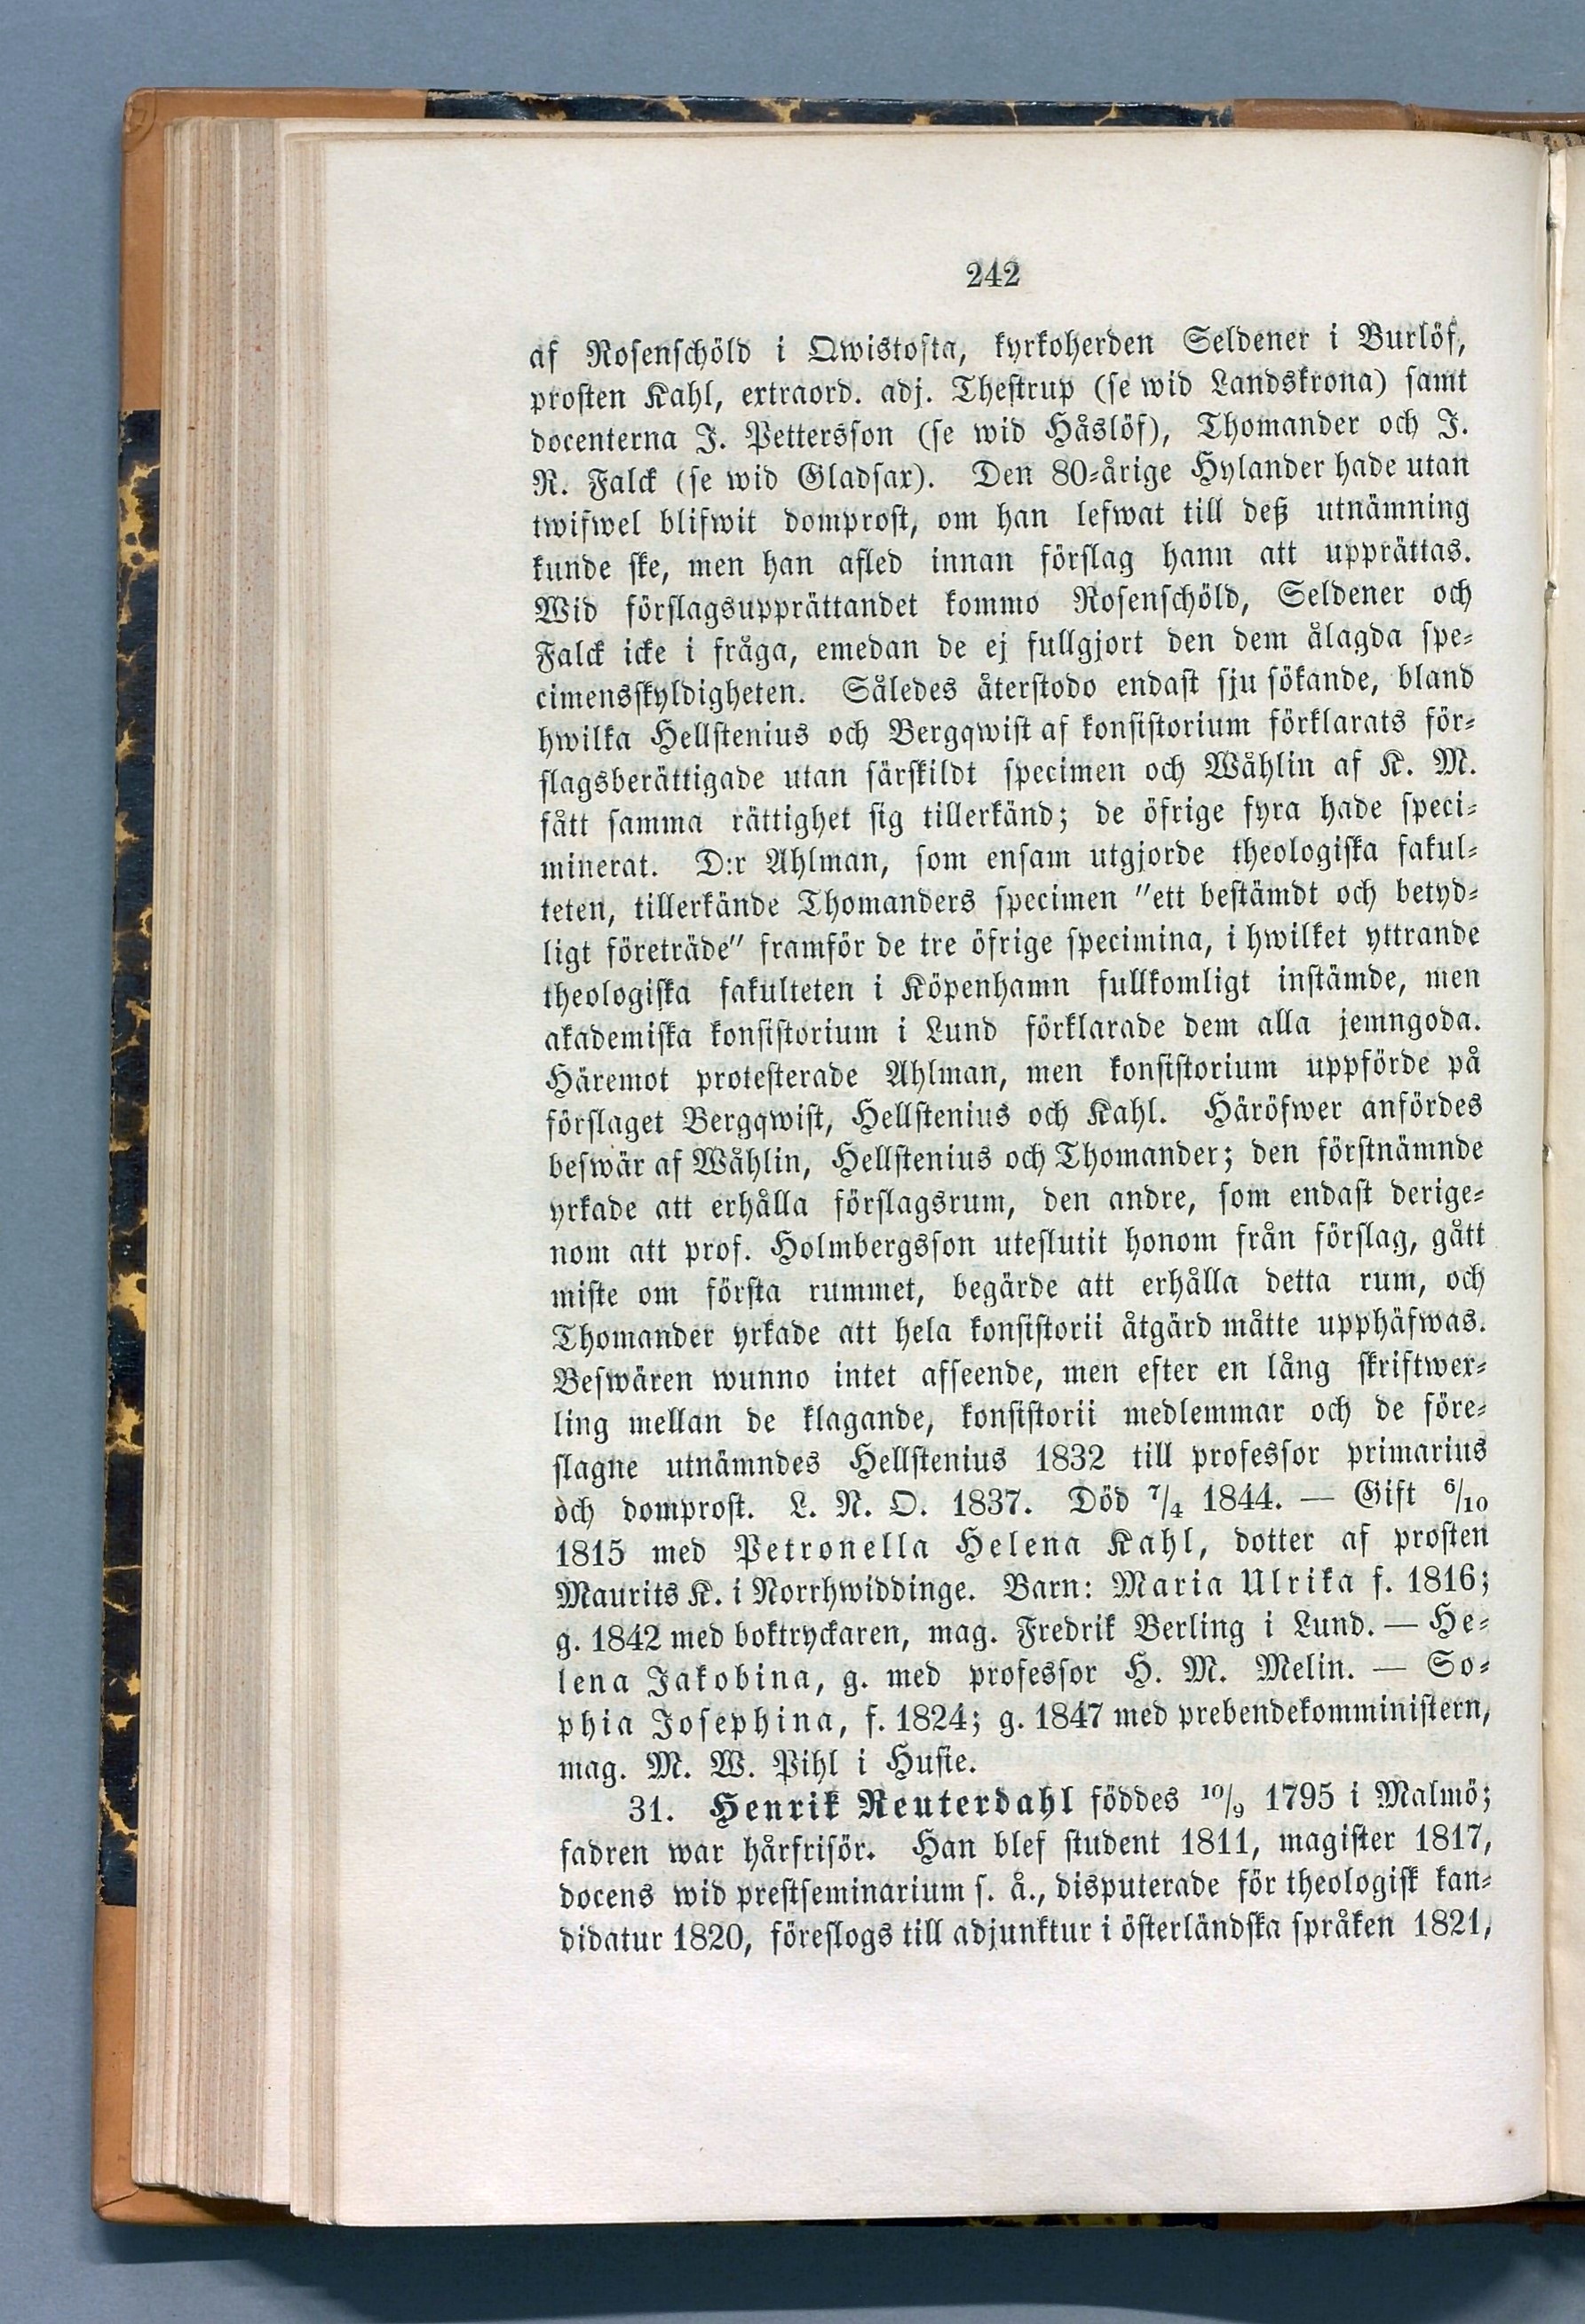 242
af Rosenschöld i Qwistofta, kyrkoherden Seldener i Burlöf,
prosten Kahl, extraord. adj. Thestrup (se wid Landskrona) samt
docenterna J. Pettersson (se wid Håslöf), Thomander och J.
R. Falck (se wid Gladsax). Den 80-årige Hylander hade utan
twifwel blifwit domprost, om han lefwat till deß utnämning
kunde ske, men han afled innan förslag hann att upprättas.
Wid förslagsupprättandet kommo Rosenschöld, Seldener och
Falck icke i fråga, emedan de ej fullgjort den dem ålagda spe-
cimensskyldigheten. Således återstodo endast sju sökande, bland
hwilka Hellstenius och Bergqwist af konsistorium förklarats för-
slagsberättigade utan särskildt specimen och Wåhlin af K. M.
fått samma rättighet sig tillerkänd; de öfrige fyra hade speci-
minerat. D:r Ahlman, som ensam utgjorde theologiska fakul-
teten, tillerkände Thomanders specimen "ett bestämdt och betyd-
ligt företräde" framför de tre öfrige specimina, i hwilket yttrande
theologiska fakulteten i Köpenhamn fullkomligt instämde, men
akademiska konsistorium i Lund förklarade dem alla jemngoda.
Häremot protesterade Ahlman, men konsistorium uppförde på
förslaget Bergqwist, Hellstenius och Kahl. Häröfwer anfördes
beswär af Wåhlin, Hellstenius och Thomander; den förstnämnde
yrkade att erhålla förslagsrum, den andre, som endast derige-
nom att prof. Holmbergsson uteslutit honom från förslag, gått
miste om första rummet, begärde att erhålla detta rum, och
Thomander yrkade att hela konsistorii åtgärd måtte upphäfwas.
Beswären wunno intet afseende, men efter en lång skriftwex-
ling mellan de klagande, konsistorii medlemmar och de före-
slagne utnämndes Hellstenius 1832 till professor primarius
och domprost. L. N. O. 1837. Död 7/4 1844. — Gift 6/10
1815 med Petronella Helena Kahl, dotter af prosten
Maurits K. i Norrhwiddinge. Barn: Maria Ulrika f. 1816;
g. 1842 med boktryckaren, mag. Fredrik Berling i Lund. — He-
lena Jakobina, g. med professor H. M. Melin. — So-
phia Josephina, f. 1824; g. 1847 med prebendekomministern,
mag. M. W. Pihl i Husie.
31. Henrik Reuterdahl föddes 10/9 1795 i Malmö;
fadren war hårfrisör. Han blef student 1811, magister 1817,
docens wid prestseminarium s. å., disputerade för theologisk kan-
didatur 1820, föreslogs till adjunktur i österländska språken 1821,